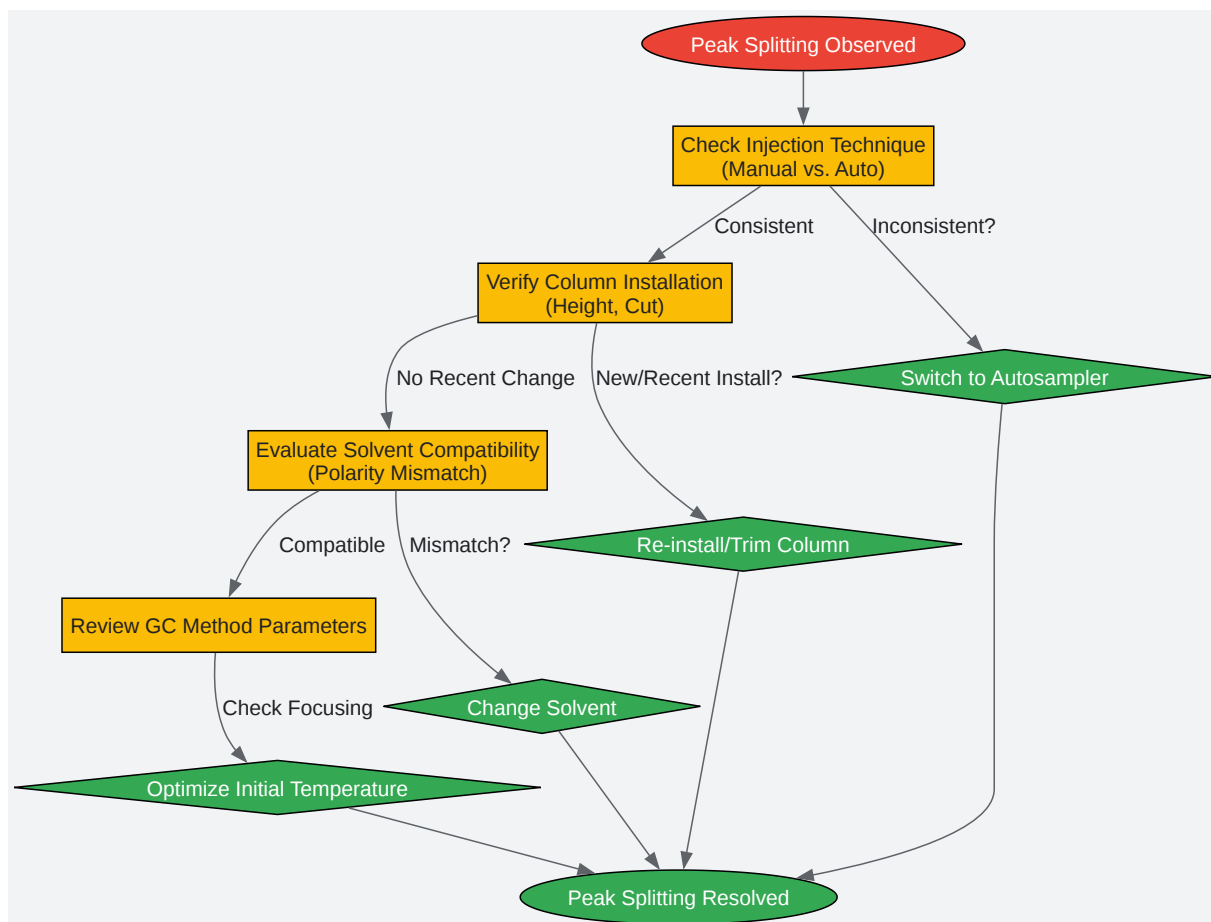 Peak Splitting Observed
Check Injection Technique
(Manual vs. Auto)
Consistent
Inconsistent?
Verify Column Installation
(Height, Cut)
No Recent Change
New/Recent Install?
Switch to Autosampler
Evaluate Solvent Compatibility
(Polarity Mismatch)
Compatible
Mismatch?
Re-install/Trim Column
Review GC Method Parameters
Check Focusing
Change Solvent
Optimize Initial Temperature
Peak Splitting Resolved